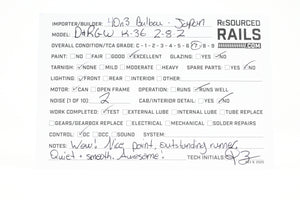 IMPORTER/BUILDER: HOn3 Balboa - Japan
MODEL: D&RGW K-36 2-8-2
RESOURCED
RAILS
.COM
OVERALL CONDITION/TCA GRADE: C - 1 - 2 - 3 - 4 - 5 - 6 - 7 - 8 - 9
PAINT: NO FAIR GOOD EXCELLENT GLAZING: YES NO
TARNISH: NONE MILD MODERATE HEAVY SPARE PARTS: YES NO
LIGHTING: FRONT REAR INTERIOR OTHER
MOTOR: CAN OPEN FRAME OPERATION: RUNS RUNS WELL
NOISE (1 OF 10): 2 CAB/INTERIOR DETAIL: YES NO
WORK COMPLETED: TEST EXTERNAL LUBE INTERNAL LUBE TUBE REPLACE
GEARS/GEARBOX REPLACE ELECTRICAL MECHANICAL SOLDER REPAIRS
CONTROL: DC DCC SOUND SYSTEM:
NOTES: Wow! Nice paint, outstanding runner.
Quiet + smooth. Awesome! TECH INITIALS: